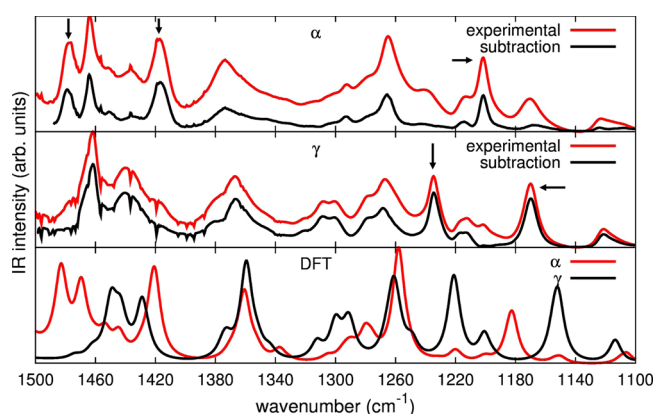 α
experimental
subtraction
γ
experimental
subtraction
DFT
α
γ
IR intensity (arb. units)
1500 1460 1420 1380 1340 1300 1260 1220 1180 1140 1100
wavenumber (cm⁻¹)